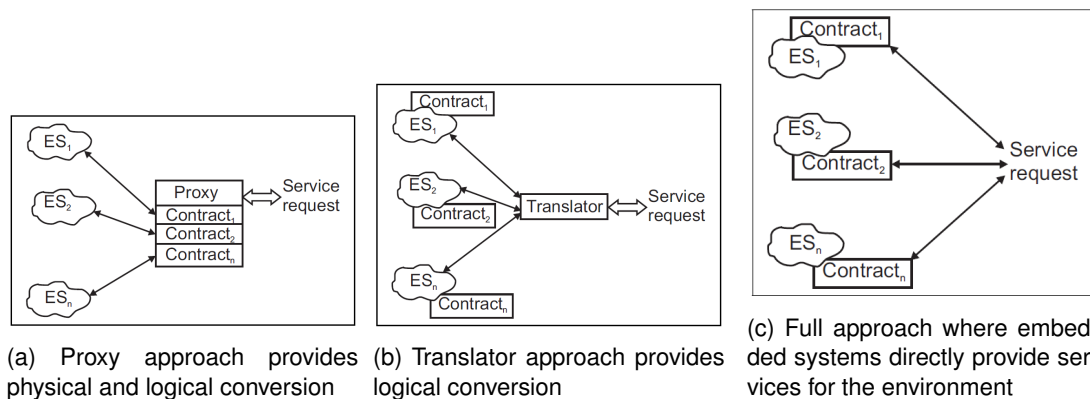 ES1
ES2
ESn
Proxy
Contract1
Contract2
Contractn
Service
request
(a) Proxy approach provides
physical and logical conversion
Contract1
ES1
ES2
Contract2
ESn
Contractn
Translator
Service
request
(b) Translator approach provides
logical conversion
Contract1
ES1
ES2
Contract2
ESn
Contractn
Service
request
(c) Full approach where embed
ded systems directly provide ser
vices for the environment